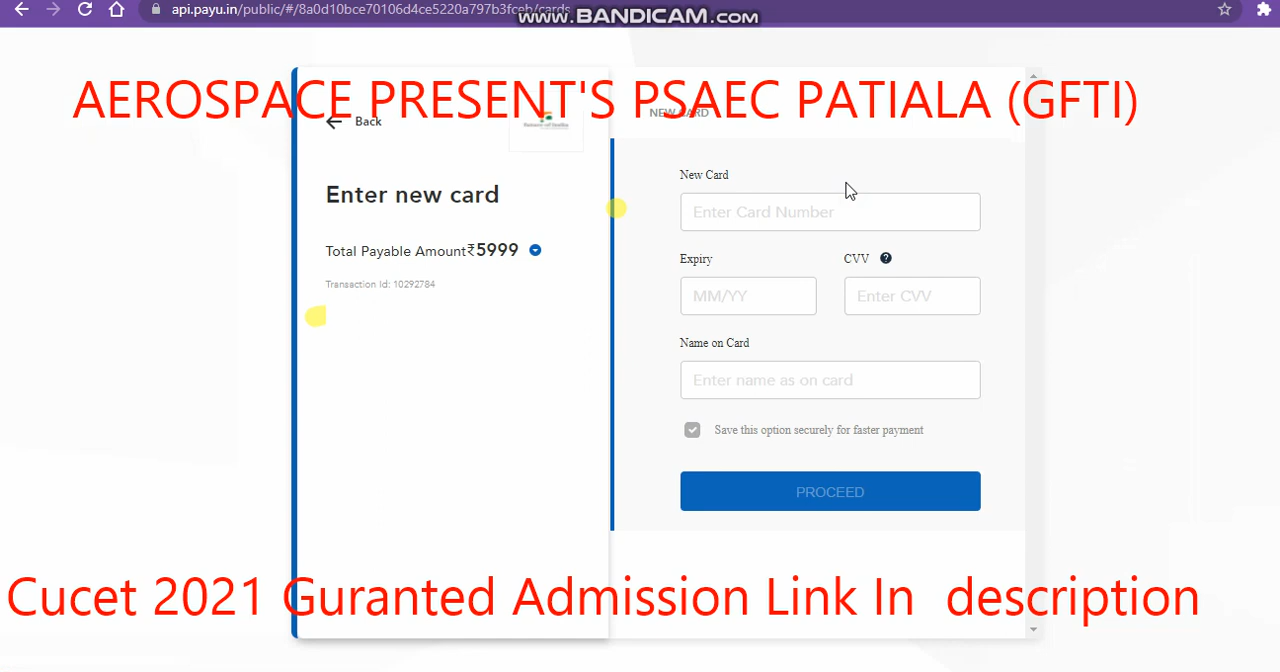 api.payu.in/public/#/8a0d10bce70106d4ce5220a797b3fceb/cards
www.BANDICAM.com
AEROSPACE PRESENT'S PSAEC PATIALA (GFTI)
Back
NEW CARD
Enter new card
Total Payable Amount₹5999
Transaction Id: 10292784
New Card
Enter Card Number
Expiry
CVV
MM/YY
Enter CVV
Name on Card
Enter name as on card
Save this option securely for faster payment
PROCEED
Cucet 2021 Guranted Admission Link In description